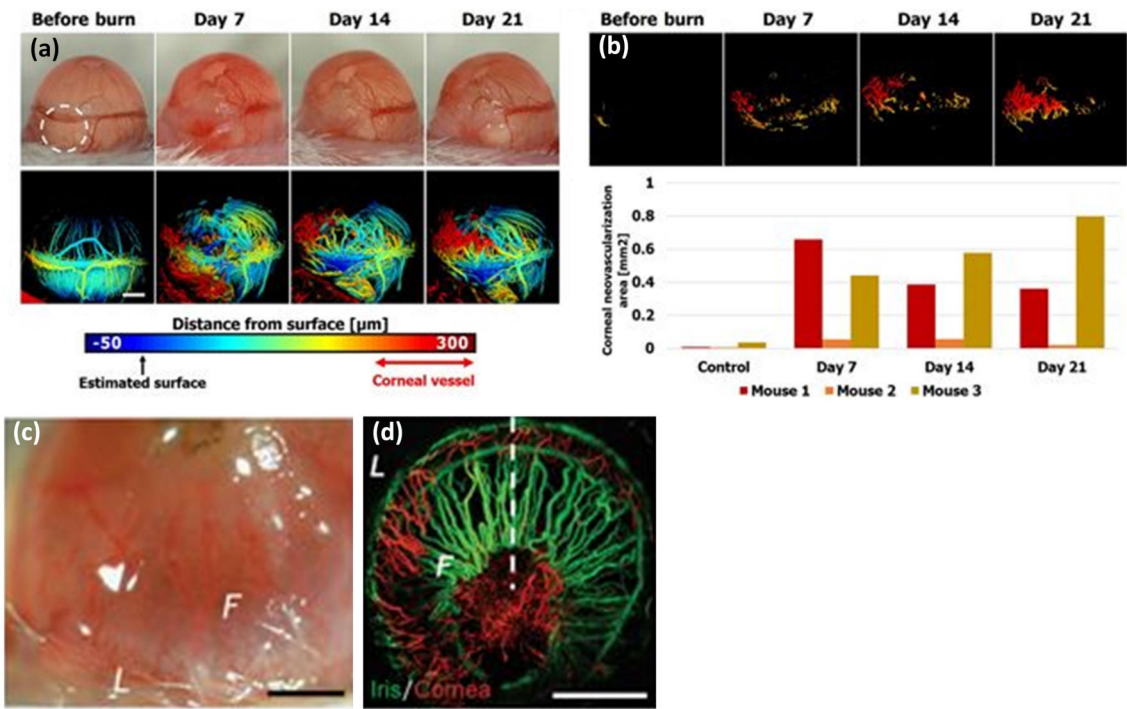 Before burn Day 7 Day 14 Day 21
(a)
-50 Distance from surface [µm] 300
Estimated surface
Corneal vessel
Before burn Day 7 Day 14 Day 21
(b)
Corneal neovascularization
area [mm2]
1
0.8
0.6
0.4
0.2
0
Control Day 7 Day 14 Day 21
Mouse 1 Mouse 2 Mouse 3
(c)
F
L
(d)
L
F
Iris/Cornea